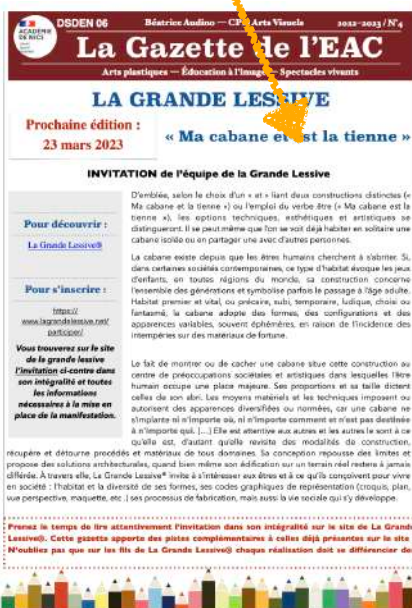 ACADÉMIE
DE NICE
DSDEN 06
Béatrice Audino — CPD Arts Visuels
2022-2023 / N°4
La Gazette de l'EAC
Arts plastiques — Éducation à l'image — Spectacles vivants
LA GRANDE LESSIVE
Prochaine édition :
23 mars 2023
« Ma cabane et est la tienne »
INVITATION de l'équipe de la Grande Lessive
Pour découvrir :
La Grande Lessive®
Pour s'inscrire :
https://
www.lagrandelessive.net/
participer/
Vous trouverez sur le site
de la grande lessive
l'invitation ci-contre dans
son intégralité et toutes
les informations
nécessaires à la mise en
place de la manifestation.
D'emblée, selon le choix d'un « et » liant deux constructions distinctes («
Ma cabane et la tienne ») ou l'emploi du verbe être (« Ma cabane est la
tienne »), les options techniques, esthétiques et artistiques se
distingueront. Il se peut même que l'on se voit déjà habiter en solitaire une
cabane isolée ou en partager une avec d'autres personnes.
La cabane existe depuis que les êtres humains cherchent à s'abriter. Si,
dans certaines sociétés contemporaines, ce type d'habitat évoque les jeux
d'enfants, en toutes régions du monde, sa construction concerne
l'ensemble des générations et symbolise parfois le passage à l'âge adulte.
Habitat premier et vital, ou précaire, subi, temporaire, ludique, choisi ou
fantasmé, la cabane adopte des formes, des configurations et des
apparences variables, souvent éphémères, en raison de l'incidence des
intempéries sur des matériaux de fortune.
Le fait de montrer ou de cacher une cabane situe cette construction au
centre de préoccupations sociétales et artistiques dans lesquelles l'être
humain occupe une place majeure. Ses proportions et sa taille dictent
celles de son abri. Les moyens matériels et les techniques imposent ou
autorisent des apparences diversifiées ou normées, car une cabane ne
s'implante ni n'importe où, ni n'importe comment et n'est pas destinée
à n'importe qui. [...] Elle est attentive aux autres et les autres le sont à ce
qu'elle est, d'autant qu'elle revisite des modalités de construction,
récupère et détourne procédés et matériaux de tous domaines. Sa conception repousse des limites et
propose des solutions architecturales, quand bien même son édification sur un terrain réel restera à jamais
différée. À travers elle, La Grande Lessive® invite à s'intéresser aux êtres et à ce qu'ils conçoivent pour vivre
en société : l'habitat et la diversité de ses formes, ses codes graphiques de représentation (croquis, plan,
vue perspective, maquette, etc.) ses processus de fabrication, mais aussi la vie sociale qui s'y développe.
Prenez le temps de lire attentivement l'invitation dans son intégralité sur le site de La Grande
Lessive®. Cette gazette apporte des pistes complémentaires à celles déjà présentes sur le site
N'oubliez pas que sur les fils de La Grande Lessive® chaque réalisation doit se différencier de